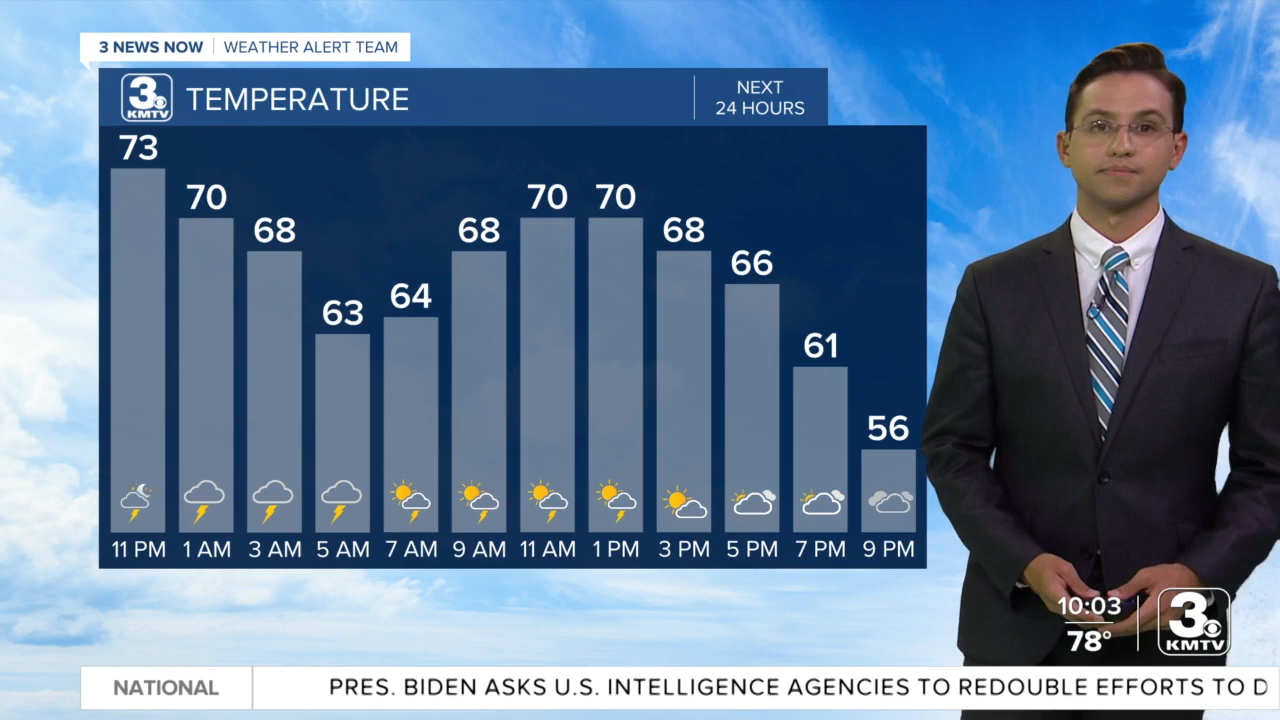 3 NEWS NOW | WEATHER ALERT TEAM
3 KMTV TEMPERATURE
NEXT
24 HOURS
73 70 68 63 64 68 70 70 68 66 61 56
11 PM 1 AM 3 AM 5 AM 7 AM 9 AM 11 AM 1 PM 3 PM 5 PM 7 PM 9 PM
10:03
78°
3 KMTV
NATIONAL PRES. BIDEN ASKS U.S. INTELLIGENCE AGENCIES TO REDOUBLE EFFORTS TO D